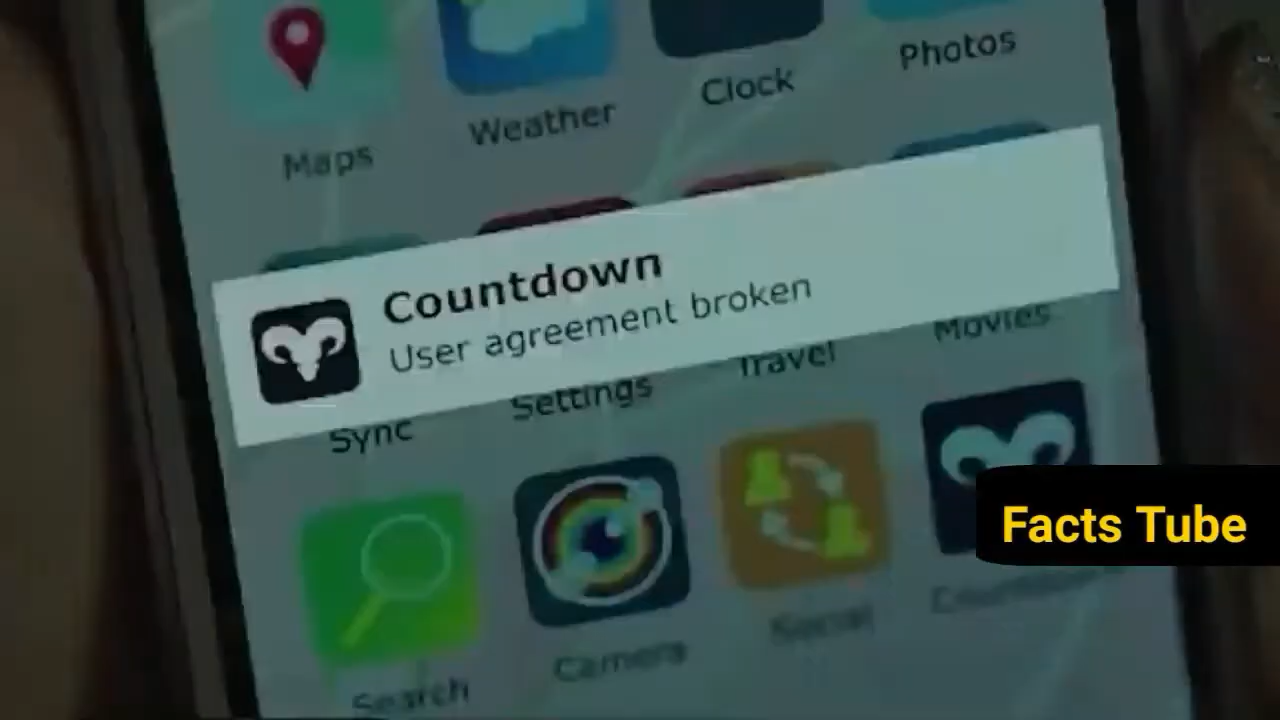 Maps
Weather
Clock
Photos
Countdown
User agreement broken
Sync
Settings
Travel
Movies
Facts Tube
Search
Camera
Social